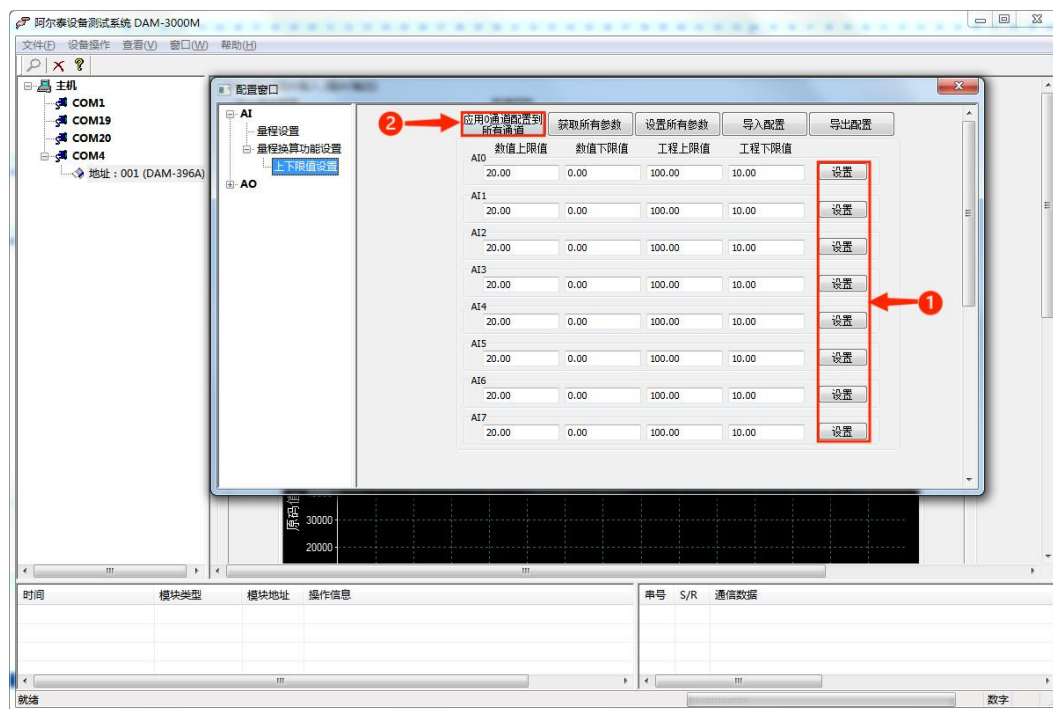 阿尔泰设备测试系统 DAM-3000M
文件(F) 设备操作 查看(V) 窗口(W) 帮助(H)
主机
COM1
COM19
COM20
COM4
地址：001 (DAM-396A)
配置窗口
AI
量程设置
量程换算功能设置
上下限值设置
AO
2
应用0通道配置到
所有通道
获取所有参数 设置所有参数 导入配置 导出配置
数值上限值 数值下限值 工程上限值 工程下限值
AI0
20.00 0.00 100.00 10.00 设置
AI1
20.00 0.00 100.00 10.00 设置
AI2
20.00 0.00 100.00 10.00 设置
AI3
20.00 0.00 100.00 10.00 设置
1
AI4
20.00 0.00 100.00 10.00 设置
AI5
20.00 0.00 100.00 10.00 设置
AI6
20.00 0.00 100.00 10.00 设置
AI7
20.00 0.00 100.00 10.00 设置
原码值
30000
20000
时间 模块类型 模块地址 操作信息
串号 S/R 通信数据
就绪 数字